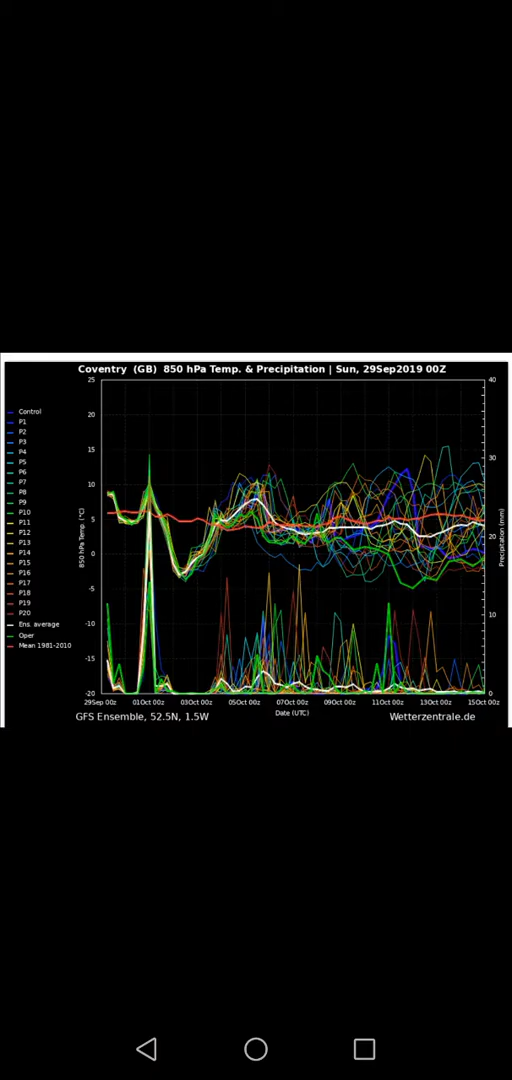 Coventry (GB) 850 hPa Temp. & Precipitation | Sun, 29Sep2019 00Z
25
20
15
10
5
0
-5
-10
-15
-20
850 hPa Temp. (°C)
40
30
20
10
0
Precipitation (mm)
Control
P1
P2
P3
P4
P5
P6
P7
P8
P9
P10
P11
P12
P13
P14
P15
P16
P17
P18
P19
P20
Ens. average
Oper
Mean 1981-2010
29Sep 00z 01Oct 00z 03Oct 00z 05Oct 00z 07Oct 00z 09Oct 00z 11Oct 00z 13Oct 00z 15Oct 00z
Date (UTC)
GFS Ensemble, 52.5N, 1.5W
Wetterzentrale.de